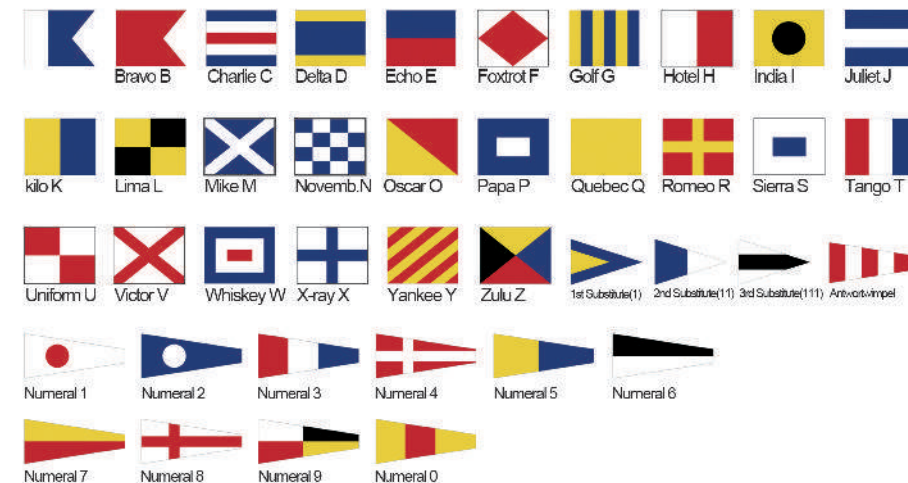 Bravo B Charlie C Delta D Echo E Foxtrot F Golf G Hotel H India I Juliet J
kilo K Lima L Mike M Novemb.N Oscar O Papa P Quebec Q Romeo R Sierra S Tango T
Uniform U Victor V Whiskey W X-ray X Yankee Y Zulu Z 1st Substitute(1) 2nd Substitute(11) 3rd Substitute(111) Antwortwimpel
Numeral 1 Numeral 2 Numeral 3 Numeral 4 Numeral 5 Numeral 6
Numeral 7 Numeral 8 Numeral 9 Numeral 0